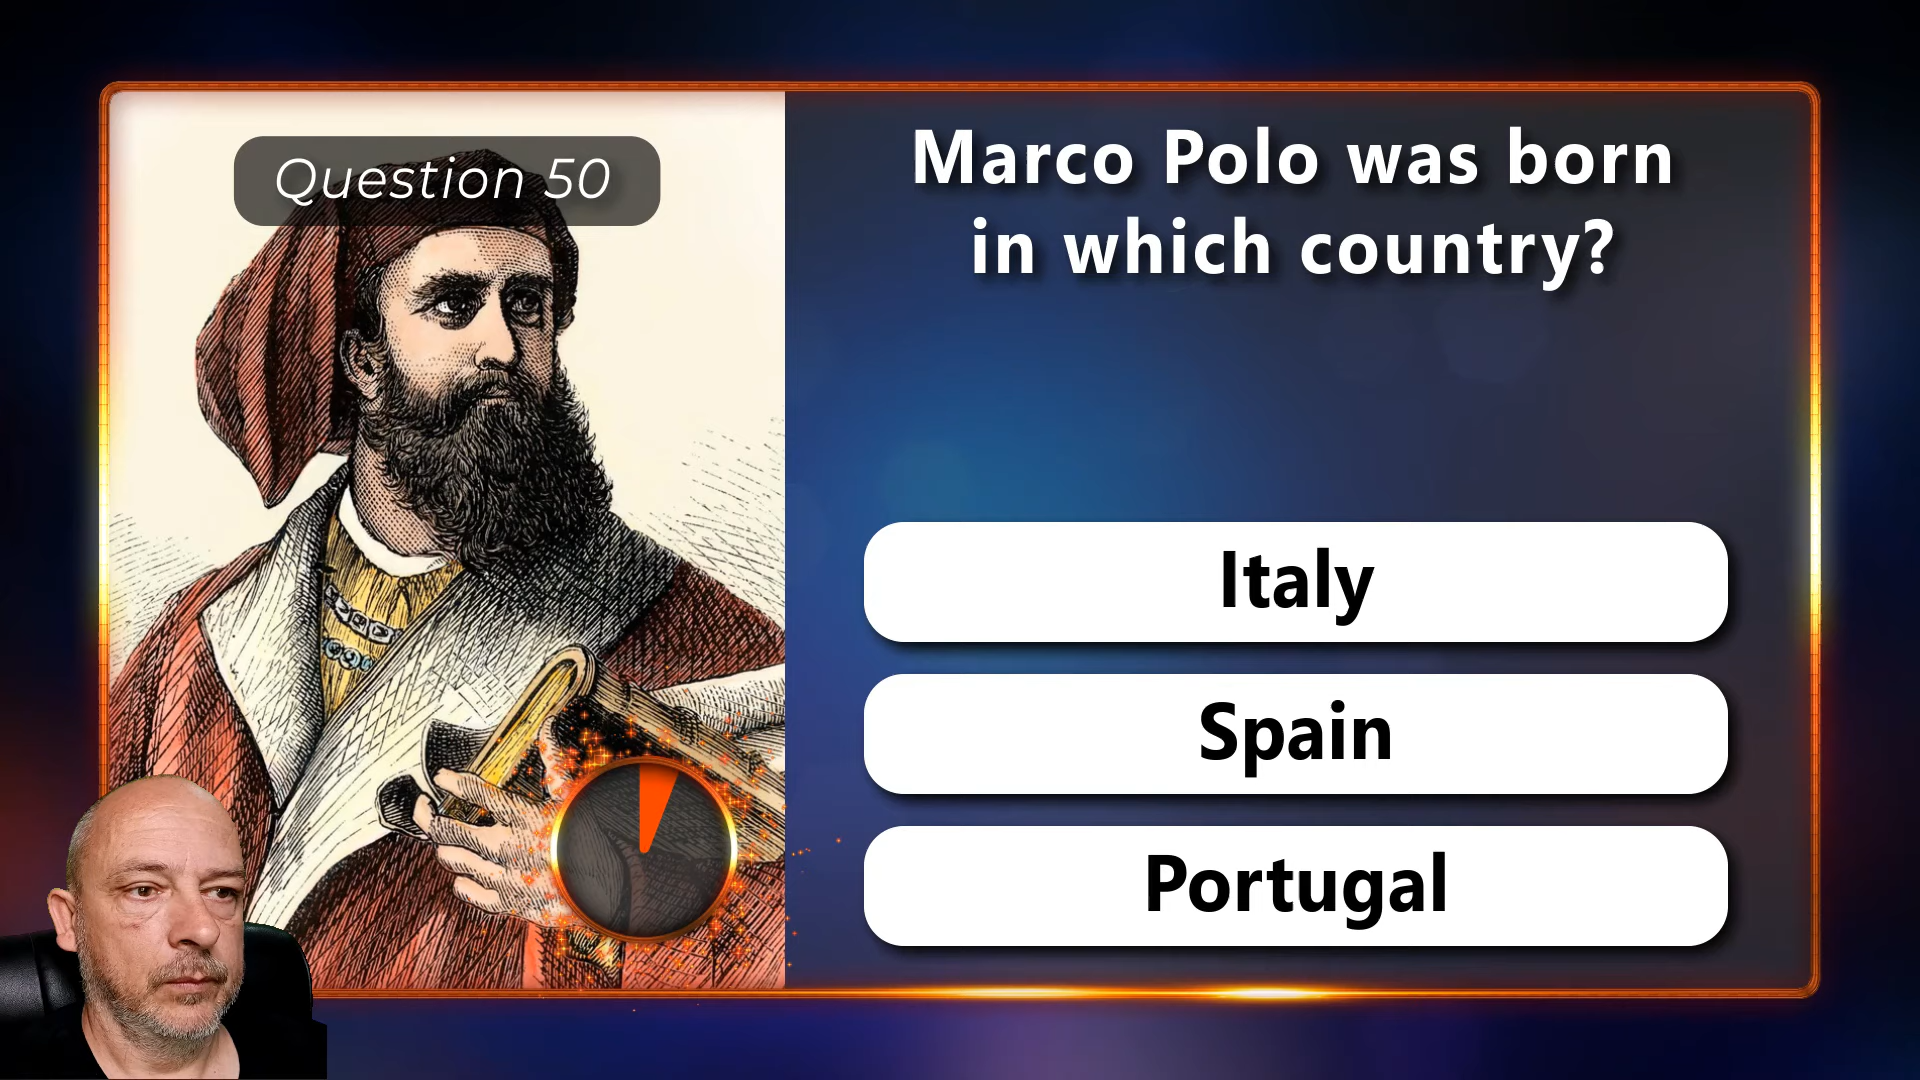 Question 50
Marco Polo was born
in which country?
Italy
Spain
Portugal